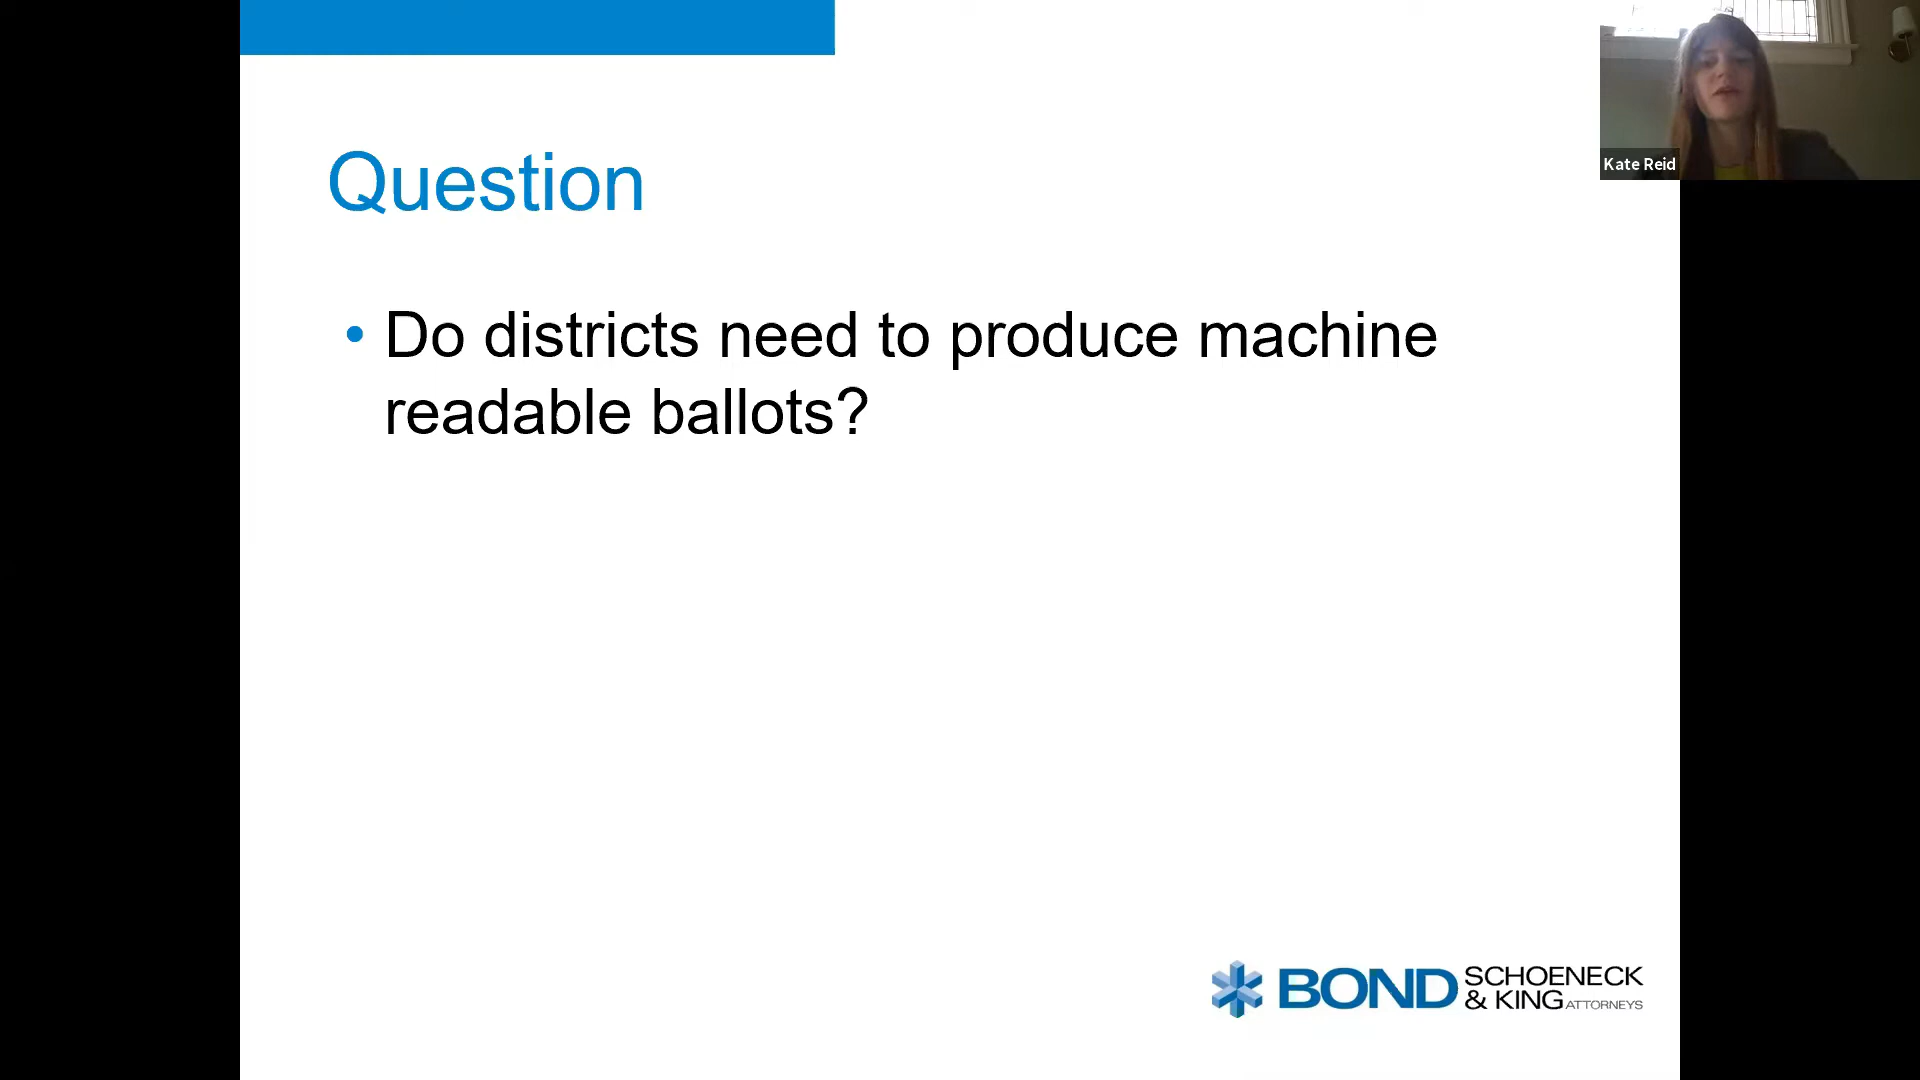 Kate Reid
Question
• Do districts need to produce machine
readable ballots?
BOND SCHOENECK
& KING ATTORNEYS